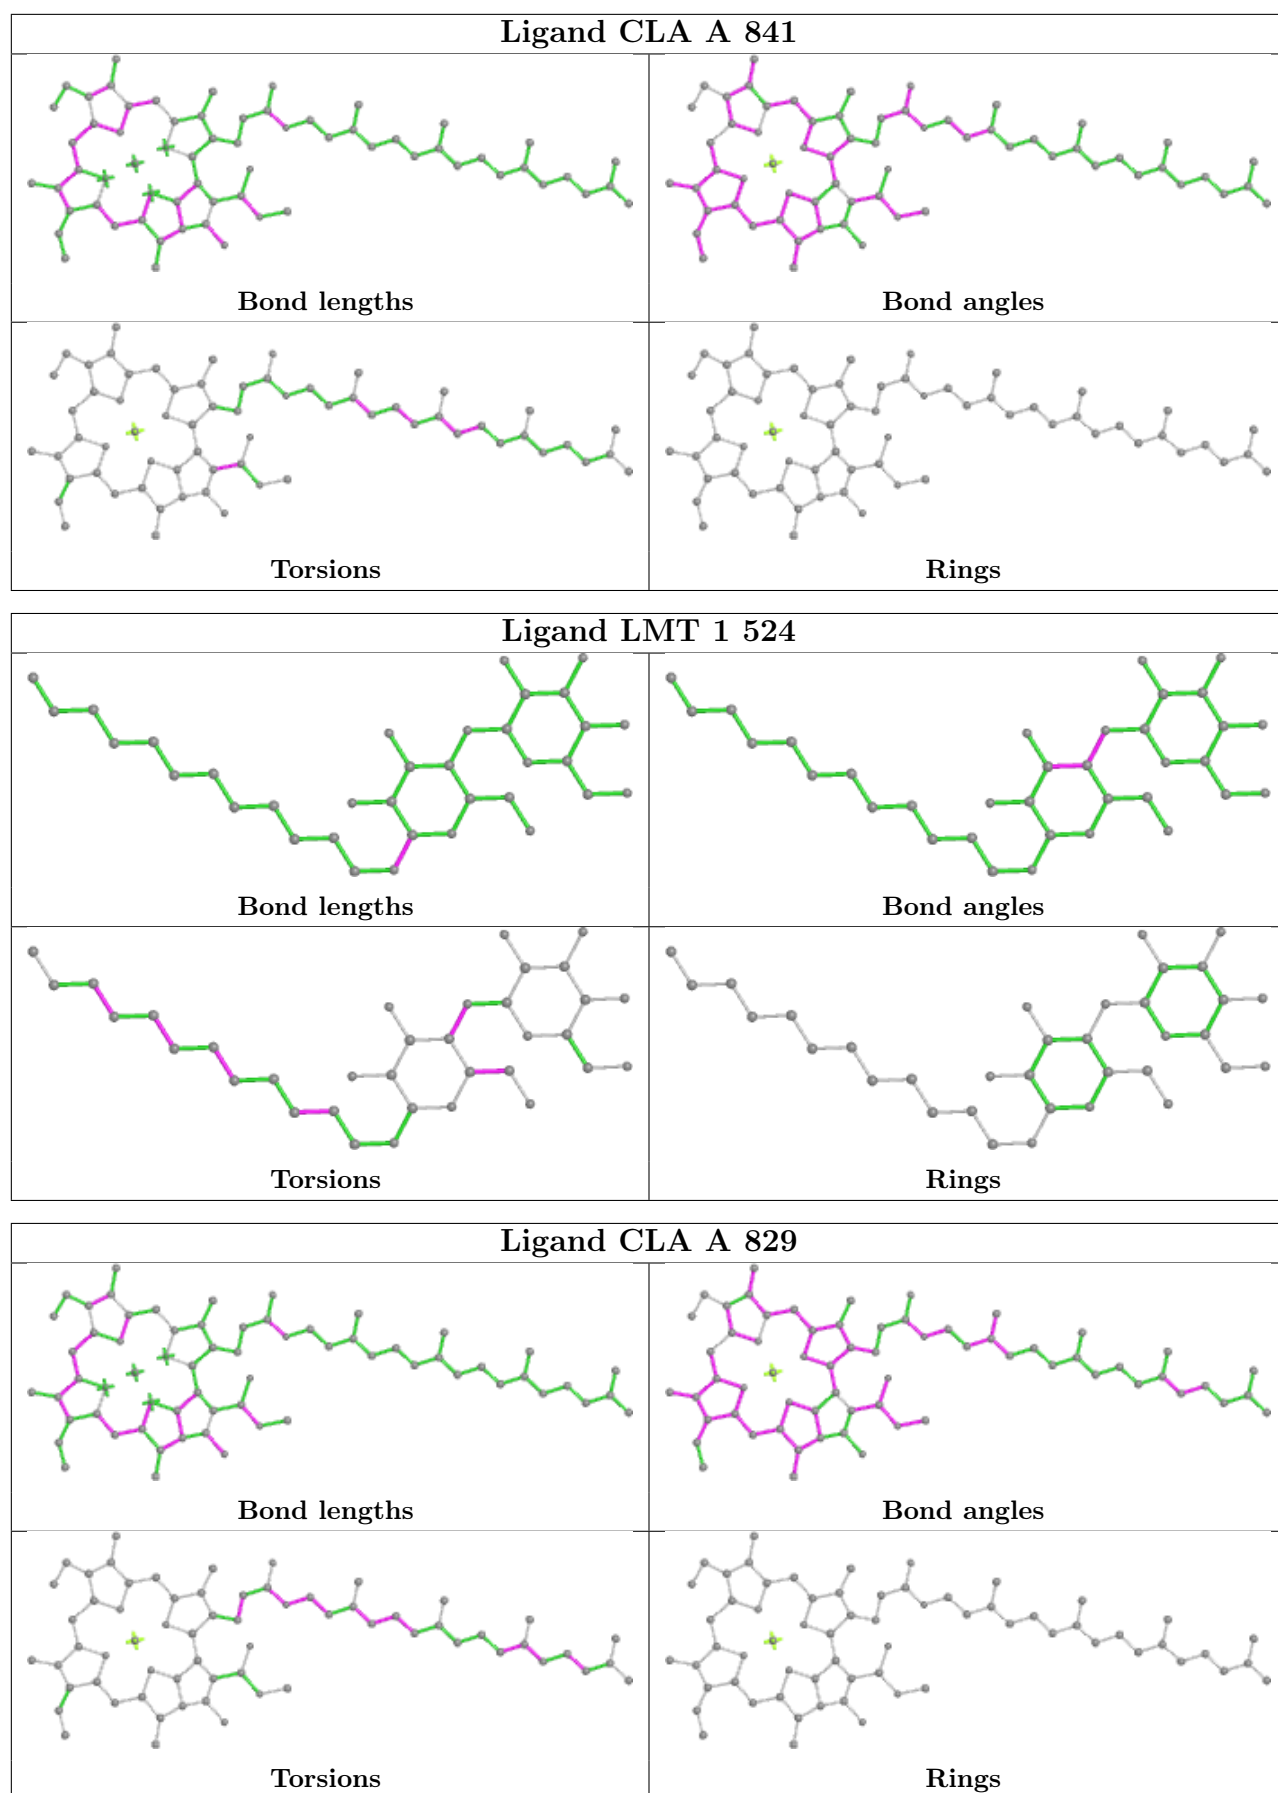 Ligand CLA A 841
Bond lengths
Bond angles
Torsions
Rings
Ligand LMT 1 524
Bond lengths
Bond angles
Torsions
Rings
Ligand CLA A 829
Bond lengths
Bond angles
Torsions
Rings